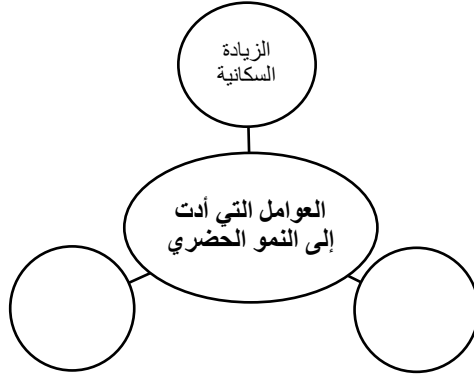 الزيادة
السكانية
العوامل التي أدت
إلى النمو الحضري